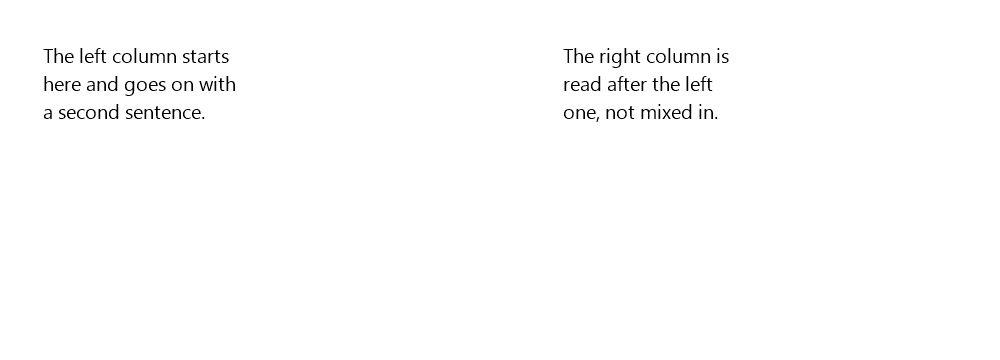 The left column starts
here and goes on with
a second sentence.
The right column is
read after the left
one, not mixed in.